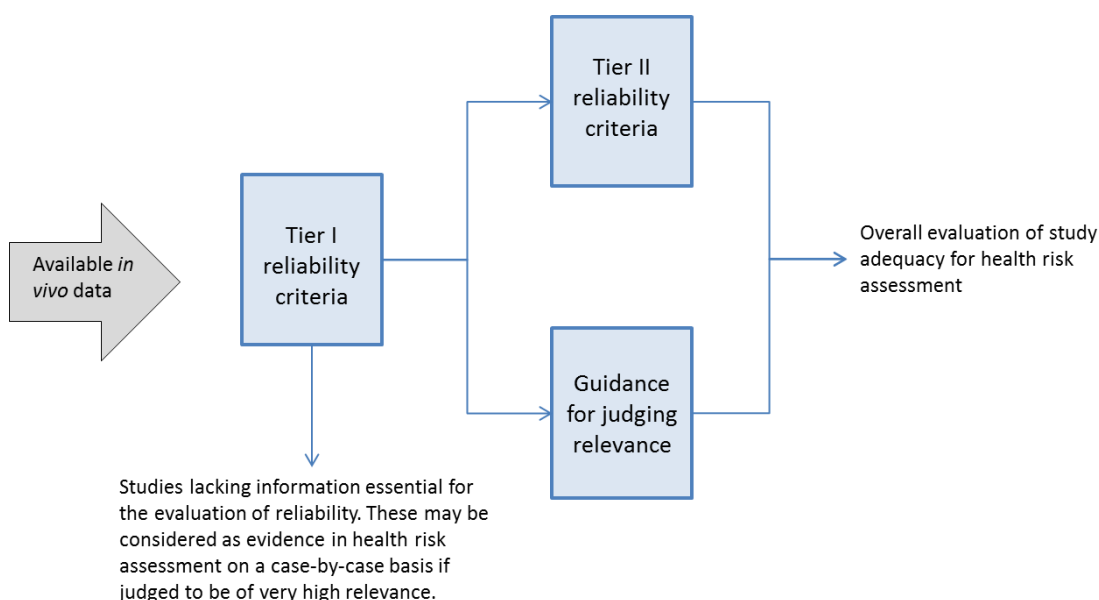 Available in
vivo data
Tier I
reliability
criteria
Tier II
reliability
criteria
Guidance
for judging
relevance
Overall evaluation of study
adequacy for health risk
assessment
Studies lacking information essential for
the evaluation of reliability. These may be
considered as evidence in health risk
assessment on a case-by-case basis if
judged to be of very high relevance.